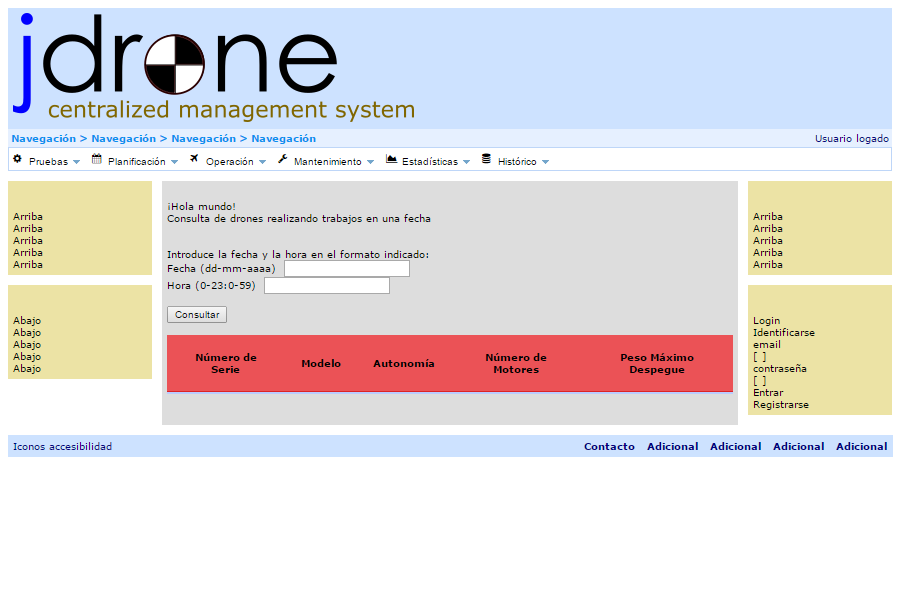 jdrone
centralized management system
Navegación > Navegación > Navegación > Navegación
Usuario logado
Pruebas
Planificación
Operación
Mantenimiento
Estadísticas
Histórico
Arriba
Arriba
Arriba
Arriba
Arriba
Abajo
Abajo
Abajo
Abajo
Abajo
¡Hola mundo!
Consulta de drones realizando trabajos en una fecha
Introduce la fecha y la hora en el formato indicado:
Fecha (dd-mm-aaaa)
Hora (0-23:0-59)
Consultar
Número de
Serie
Modelo
Autonomía
Número de
Motores
Peso Máximo
Despegue
Arriba
Arriba
Arriba
Arriba
Arriba
Login
Identificarse
email
[ ]
contraseña
[ ]
Entrar
Registrarse
Iconos accesibilidad
Contacto
Adicional
Adicional
Adicional
Adicional